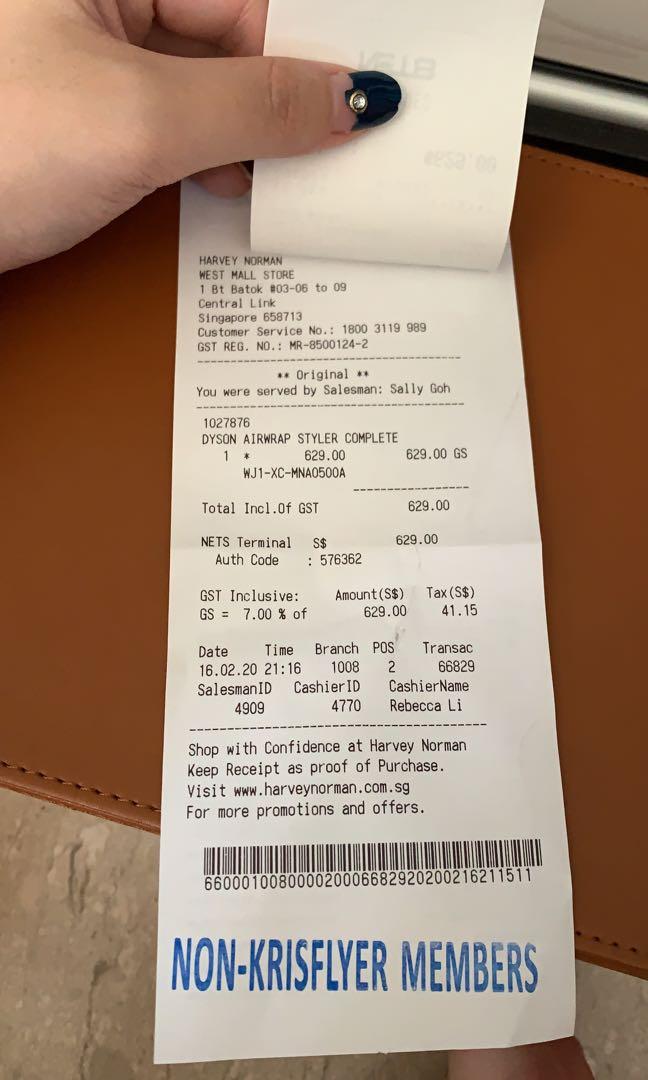 HARVEY NORMAN
WEST MALL STORE
1 Bt Batok #03-06 to 09
Central Link
Singapore 658713
Customer Service No.: 1800 3119 989
GST REG. NO.: MR-8500124-2
** Original **
You were served by Salesman: Sally Goh
1027876
DYSON AIRWRAP STYLER COMPLETE
1 * 629.00 629.00 GS
WJ1-XC-MNA0500A
Total Incl.Of GST 629.00
NETS Terminal S$ 629.00
Auth Code : 576362
GST Inclusive: Amount(S$) Tax(S$)
GS = 7.00 % of 629.00 41.15
Date Time Branch POS Transac
16.02.20 21:16 1008 2 66829
SalesmanID CashierID CashierName
4909 4770 Rebecca Li
Shop with Confidence at Harvey Norman
Keep Receipt as proof of Purchase.
Visit www.harveynorman.com.sg
For more promotions and offers.
66000100800002000668292020021621 1511
NON-KRISFLYER MEMBERS